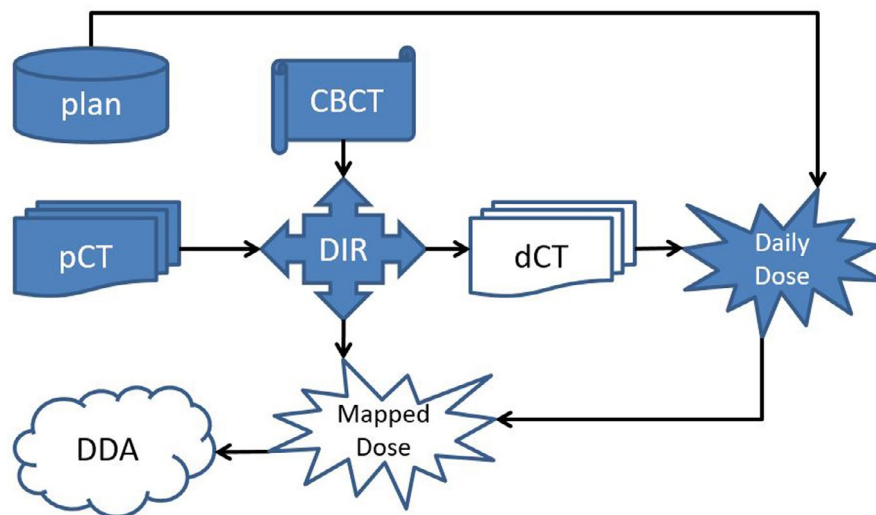 plan
CBCT
pCT
DIR
dCT
Daily
Dose
DDA
Mapped
Dose